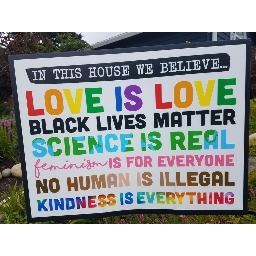 IN THIS HOUSE WE BELIEVE...
LOVE IS LOVE
BLACK LIVES MATTER
SCIENCE IS REAL
feminism IS FOR EVERYONE
NO HUMAN IS ILLEGAL
KINDNESS IS EVERYTHING